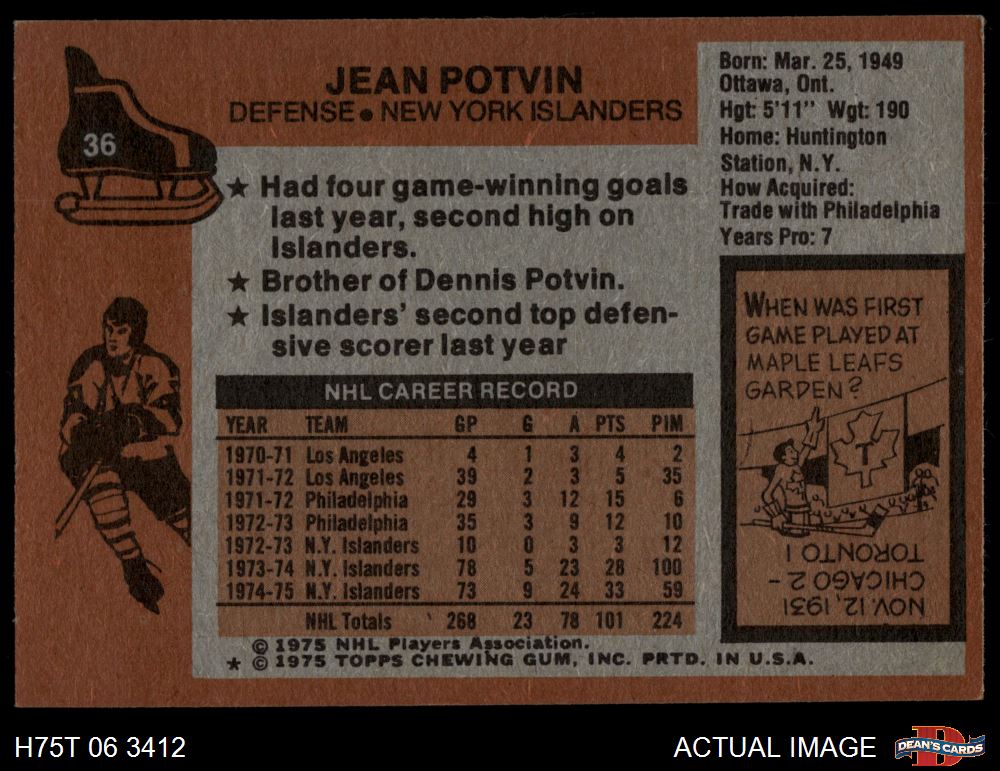 36
JEAN POTVIN
DEFENSE • NEW YORK ISLANDERS
Born: Mar. 25, 1949
Ottawa, Ont.
Hgt: 5'11" Wgt: 190
Home: Huntington
Station, N.Y.
How Acquired:
Trade with Philadelphia
Years Pro: 7
★ Had four game-winning goals
last year, second high on
Islanders.
★ Brother of Dennis Potvin.
★ Islanders' second top defen-
sive scorer last year
NHL CAREER RECORD
YEAR TEAM GP G A PTS PIM
1970-71 Los Angeles 4 1 3 4 2
1971-72 Los Angeles 39 2 3 5 35
1971-72 Philadelphia 29 3 12 15 6
1972-73 Philadelphia 35 3 9 12 10
1972-73 N.Y. Islanders 10 0 3 3 12
1973-74 N.Y. Islanders 78 5 23 28 100
1974-75 N.Y. Islanders 73 9 24 33 59
NHL Totals 268 23 78 101 224
© 1975 NHL Players Association.
★ © 1975 TOPPS CHEWING GUM, INC. PRTD. IN U.S.A.
WHEN WAS FIRST
GAME PLAYED AT
MAPLE LEAFS
GARDEN?
T
NOV. 12, 1931
CHICAGO 2 -
TORONTO 1
H75T 06 3412
ACTUAL IMAGE
D
DEAN'S CARDS